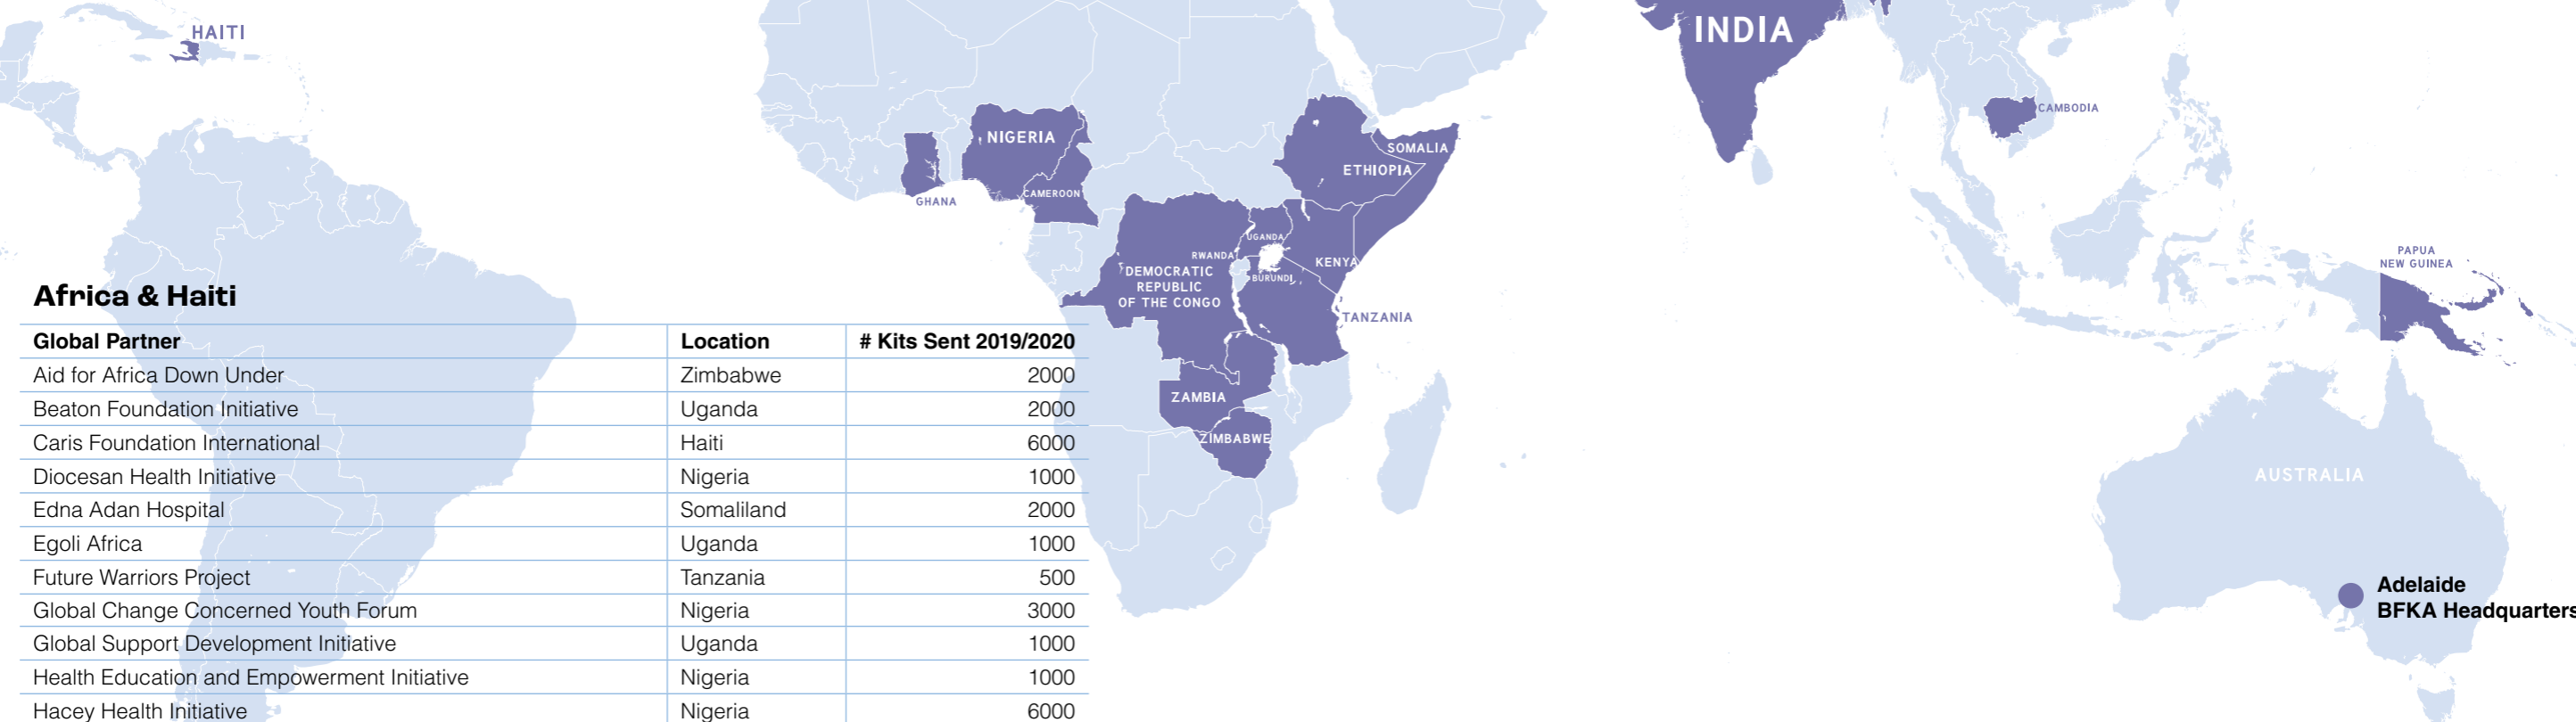 HAITI
INDIA
CAMBODIA
NIGERIA
SOMALIA
ETHIOPIA
CAMEROON
GHANA
UGANDA
RWANDA
KENYA
BURUNDI
DEMOCRATIC
REPUBLIC
OF THE CONGO
TANZANIA
PAPUA
NEW GUINEA
ZAMBIA
ZIMBABWE
AUSTRALIA
Adelaide
BFKA Headquarters
Africa & Haiti
Global Partner Location # Kits Sent 2019/2020
Aid for Africa Down Under Zimbabwe 2000
Beaton Foundation Initiative Uganda 2000
Caris Foundation International Haiti 6000
Diocesan Health Initiative Nigeria 1000
Edna Adan Hospital Somaliland 2000
Egoli Africa Uganda 1000
Future Warriors Project Tanzania 500
Global Change Concerned Youth Forum Nigeria 3000
Global Support Development Initiative Uganda 1000
Health Education and Empowerment Initiative Nigeria 1000
Hacey Health Initiative Nigeria 6000